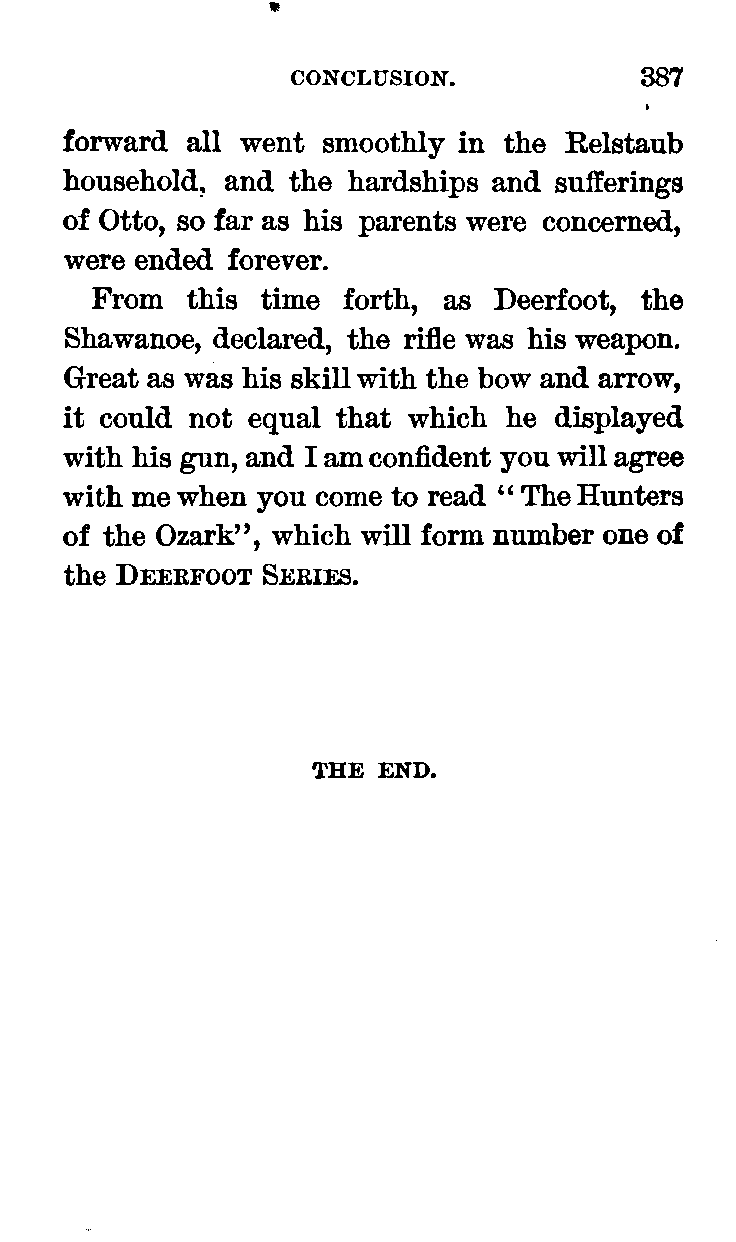 CONCLUSION. 387
forward all went smoothly in the Relstaub
household, and the hardships and sufferings
of Otto, so far as his parents were concerned,
were ended forever.
From this time forth, as Deerfoot, the
Shawanoe, declared, the rifle was his weapon.
Great as was his skill with the bow and arrow,
it could not equal that which he displayed
with his gun, and I am confident you will agree
with me when you come to read “The Hunters
of the Ozark”, which will form number one of
the DEERFOOT SERIES.
THE END.